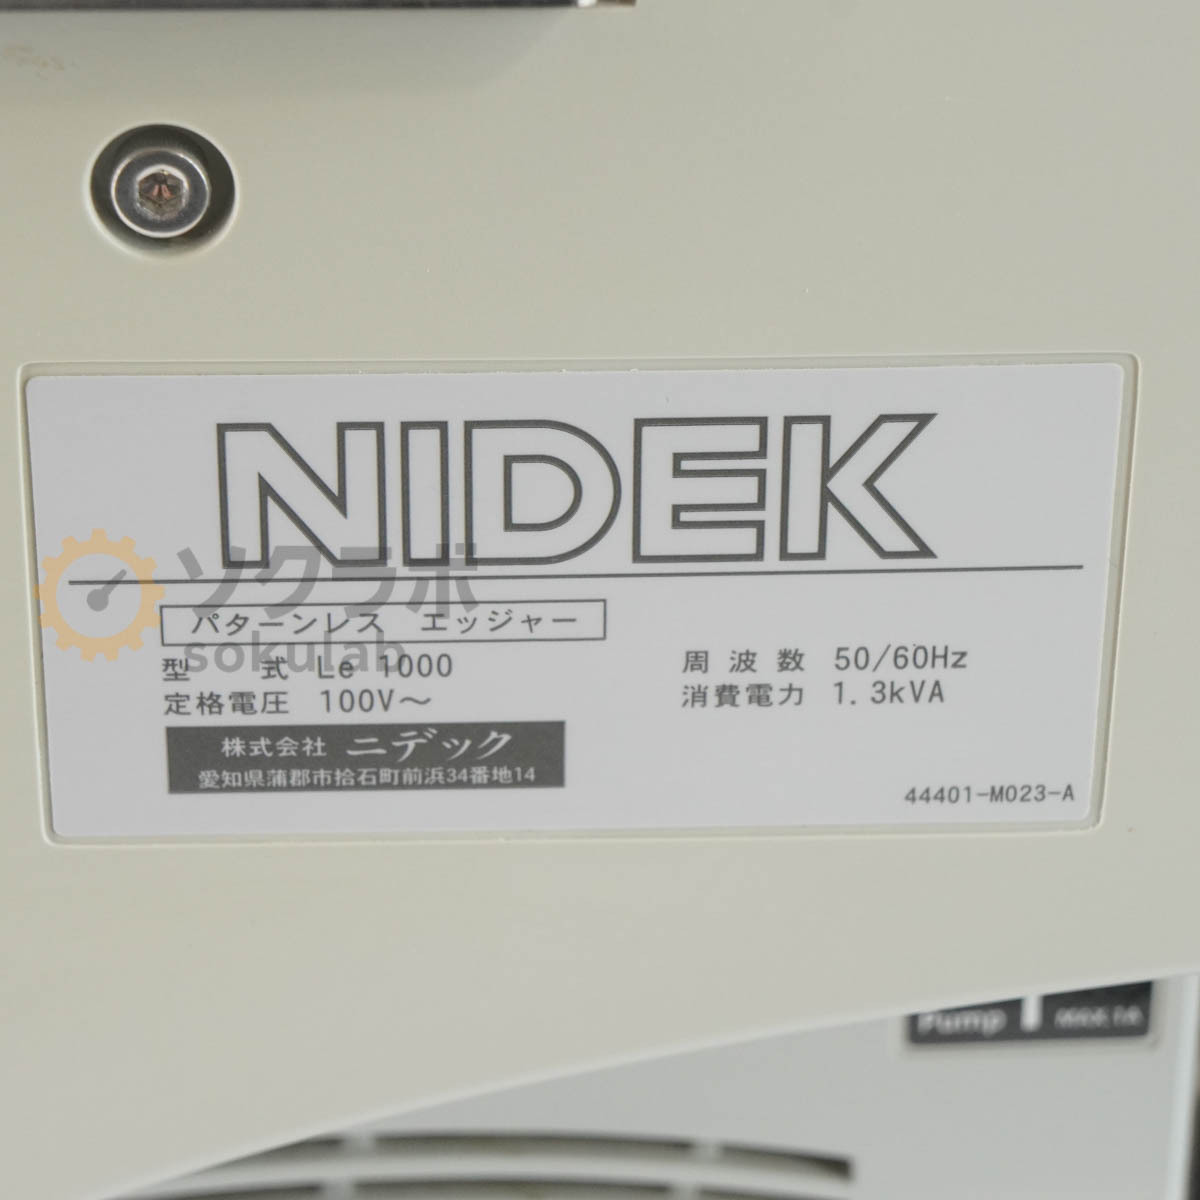 NIDEK
ソクラボ
sokulab
パターンレス エッジャー
型 式 Le 1000
周波数 50/60Hz
定格電圧 100V～
消費電力 1.3kVA
株式会社 ニデック
愛知県蒲郡市拾石町前浜34番地14
44401-M023-A
Pump
MAX.1A